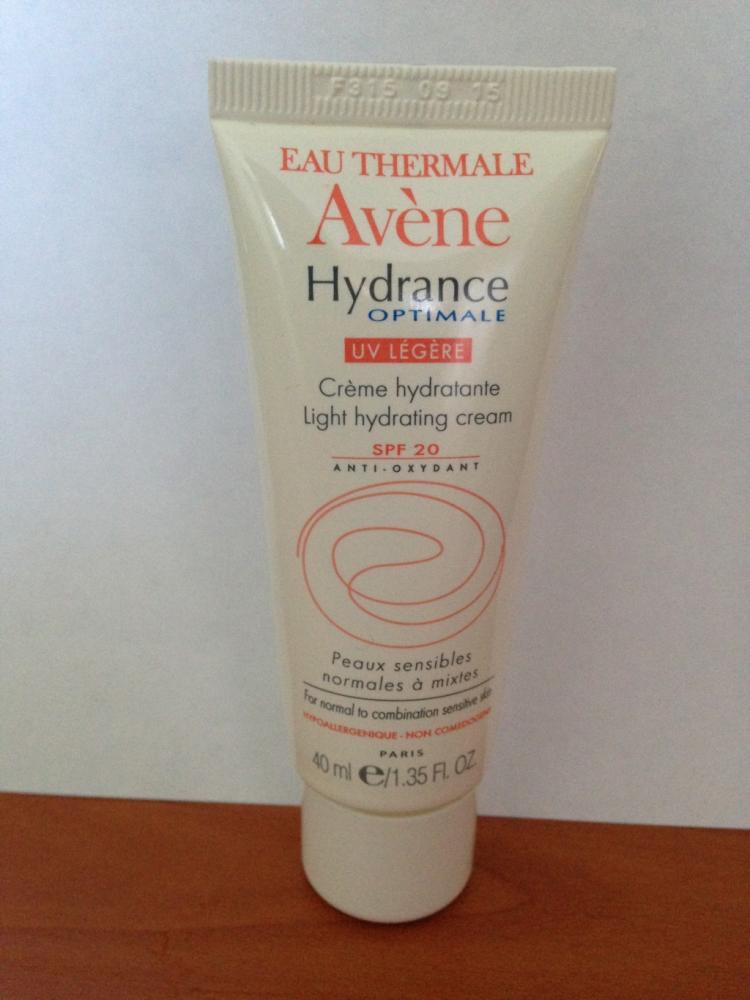 F315 09 15
EAU THERMALE
Avène
Hydrance
OPTIMALE
UV LÉGÈRE
Crème hydratante
Light hydrating cream
SPF 20
ANTI-OXYDANT
Peaux sensibles
normales à mixtes
For normal to combination sensitive skin
HYPOALLERGENIQUE - NON COMEDOGENE
PARIS
40 ml e/1.35 Fl. OZ.